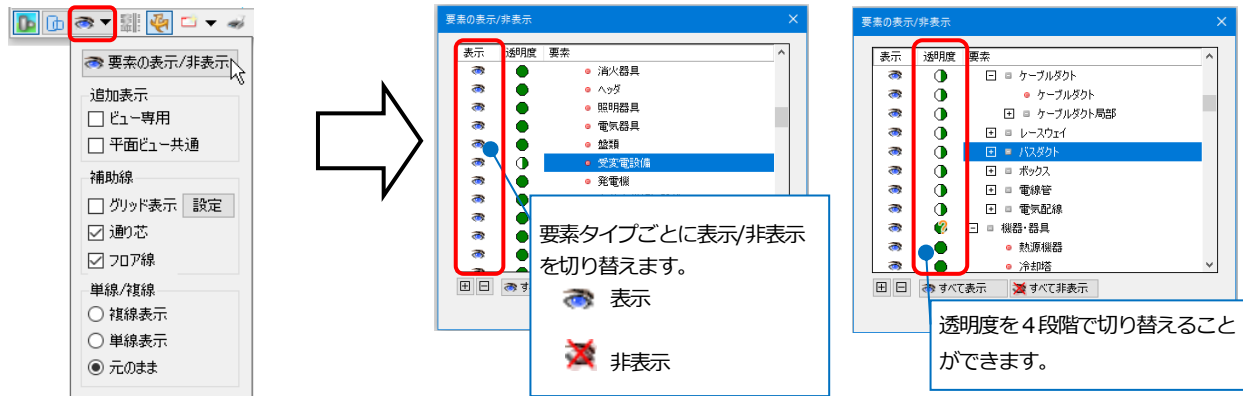 要素の表示/非表示
追加表示
ビュー専用
平面ビュー共通
補助線
グリッド表示 設定
通り芯
フロア線
単線/複線
複線表示
単線表示
元のまま
要素の表示/非表示
表示 透明度 要素
消火器具
ヘッダ
照明器具
電気器具
盤類
受変電設備
発電機
要素タイプごとに表示/非表示
を切り替えます。
表示
非表示
要素の表示/非表示
表示 透明度 要素
ケーブルダクト
ケーブルダクト
ケーブルダクト局部
レースウェイ
バスダクト
ボックス
電線管
電気配線
機器・器具
熱源機器
冷却塔
すべて表示 すべて非表示
透明度を４段階で切り替えること
ができます。